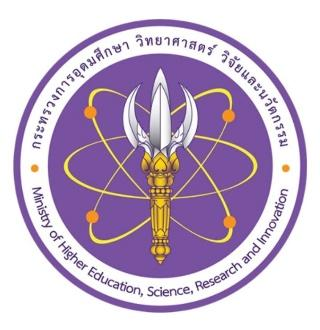 กระทรวงการอุดมศึกษา วิทยาศาสตร์ วิจัยและนวัตกรรม
Ministry of Higher Education, Science, Research and Innovation